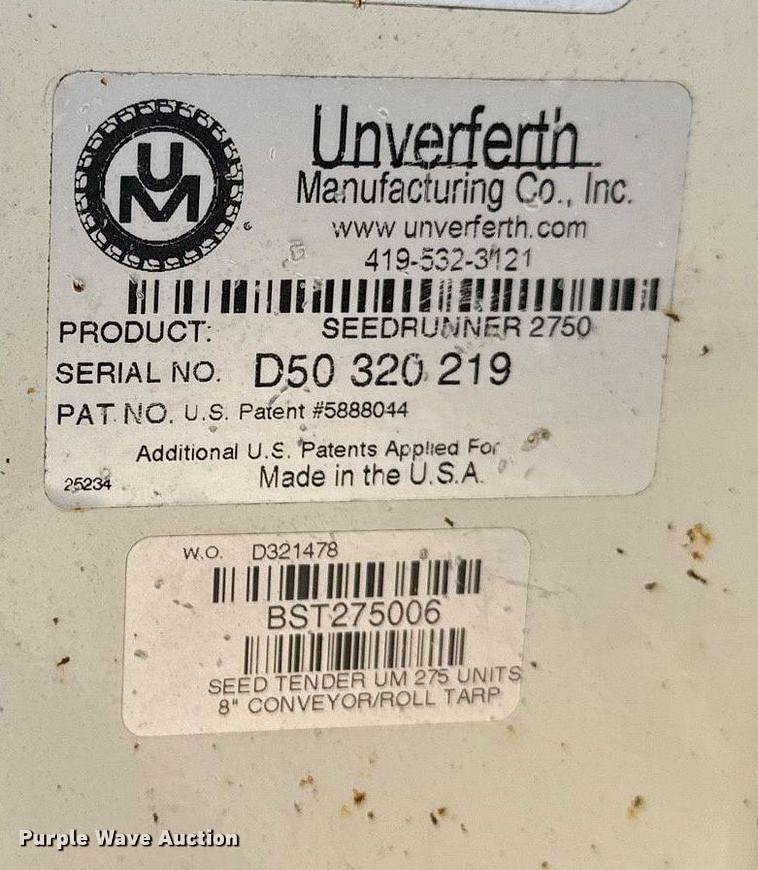 UM
Unverferth
Manufacturing Co., Inc.
www.unverferth.com
419-532-3121
PRODUCT: SEEDRUNNER 2750
SERIAL NO. D50 320 219
PAT. NO. U.S. Patent #5888044
Additional U.S. Patents Applied For
25234 Made in the U.S.A.
W.O. D321478
BST275006
SEED TENDER UM 275 UNITS
8" CONVEYOR/ROLL TARP
Purple Wave Auction